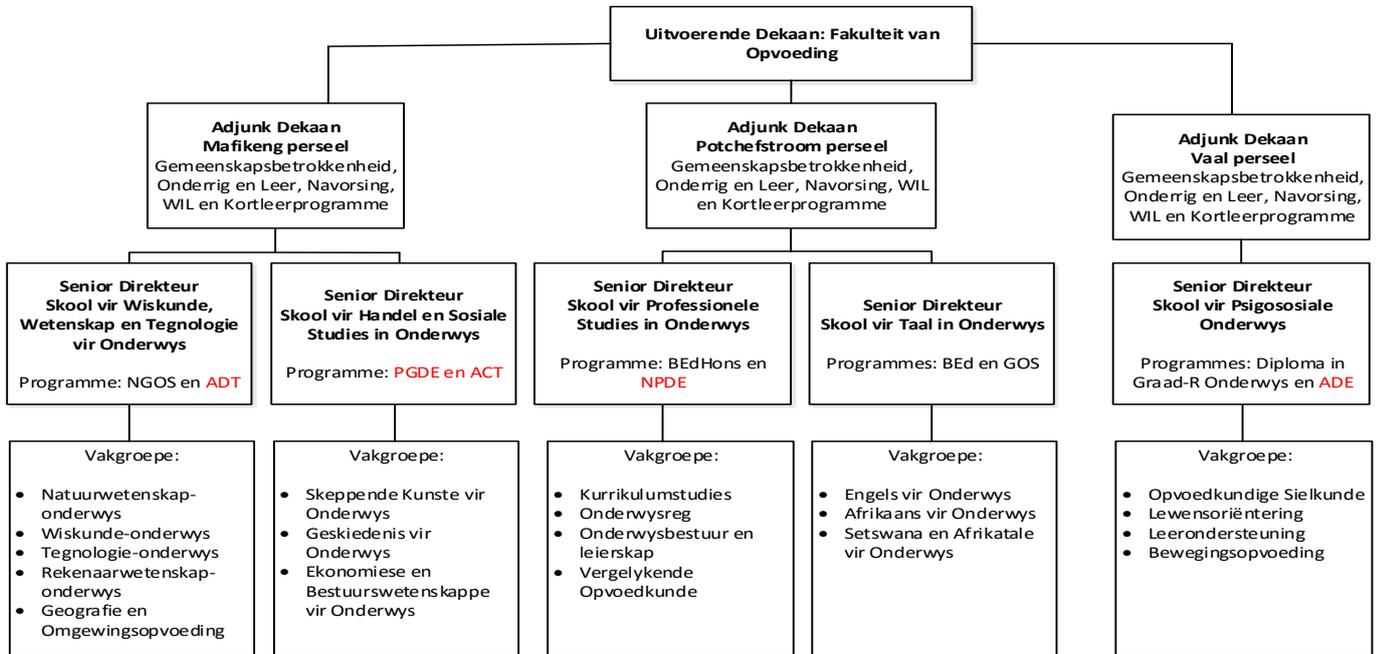 Uitvoerende Dekaan: Fakulteit van
Opvoeding
Adjunk Dekaan
Mafikeng perseel
Gemeenskapsbetrokkenheid,
Onderrig en Leer, Navorsing,
WIL en Kortleerprogramme
Adjunk Dekaan
Potchefstroom perseel
Gemeenskapsbetrokkenheid,
Onderrig en Leer, Navorsing, WIL
en Kortleerprogramme
Adjunk Dekaan
Vaal perseel
Gemeenskapsbetrokkenheid,
Onderrig en Leer, Navorsing,
WIL en Kortleerprogramme
Senior Direkteur
Skool vir Wiskunde,
Wetenskap en Tegnologie
vir Onderwys
Programme: NGOS en ADT
Senior Direkteur
Skool vir Handel en Sosiale
Studies in Onderwys
Programme: PGDE en ACT
Senior Direkteur
Skool vir Professionele
Studies in Onderwys
Programme: BEdHons en
NPDE
Senior Direkteur
Skool vir Taal in Onderwys
Programmes: BEd en GOS
Senior Direkteur
Skool vir Psigososiale
Onderwys
Programmes: Diploma in
Graad-R Onderwys en ADE
Vakgroepe:
• Natuurwetenskap-
onderwys
• Wiskunde-onderwys
• Tegnologie-onderwys
• Rekenaarwetenskap-
onderwys
• Geografie en
Omgewingsopvoeding
Vakgroepe:
• Skeppende Kunste vir
Onderwys
• Geskiedenis vir
Onderwys
• Ekonomiese en
Bestuurswetenskappe
vir Onderwys
Vakgroepe:
• Kurrikulumstudies
• Onderwysreg
• Onderwysbestuur en
leierskap
• Vergelykende
Opvoedkunde
Vakgroepe:
• Engels vir Onderwys
• Afrikaans vir Onderwys
• Setswana en Afrikatale
vir Onderwys
Vakgroepe:
• Opvoedkundige Sielkunde
• Lewensoriëntering
• Leerondersteuning
• Bewegingsopvoeding